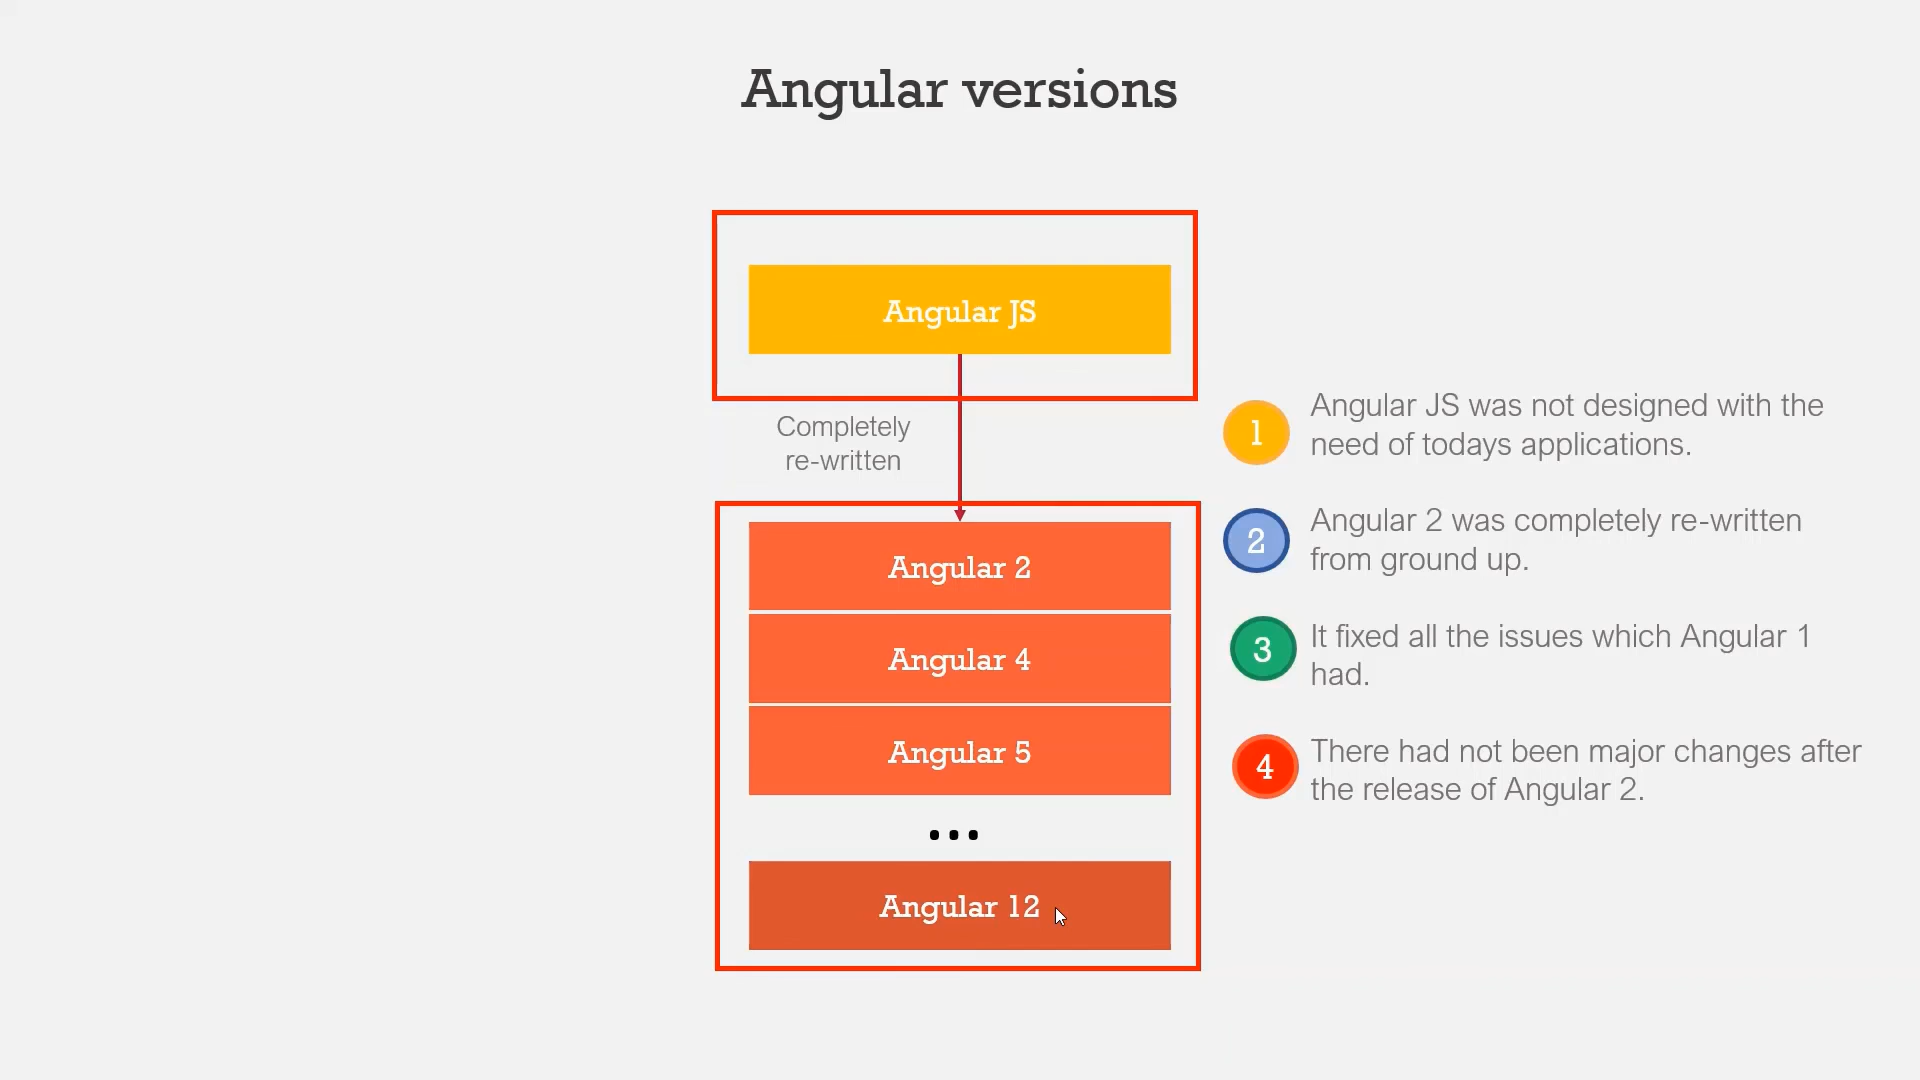 Angular versions
Angular JS
Completely
re-written
Angular 2
Angular 4
Angular 5
...
Angular 12
1
Angular JS was not designed with the
need of todays applications.
2
Angular 2 was completely re-written
from ground up.
3
It fixed all the issues which Angular 1
had.
4
There had not been major changes after
the release of Angular 2.